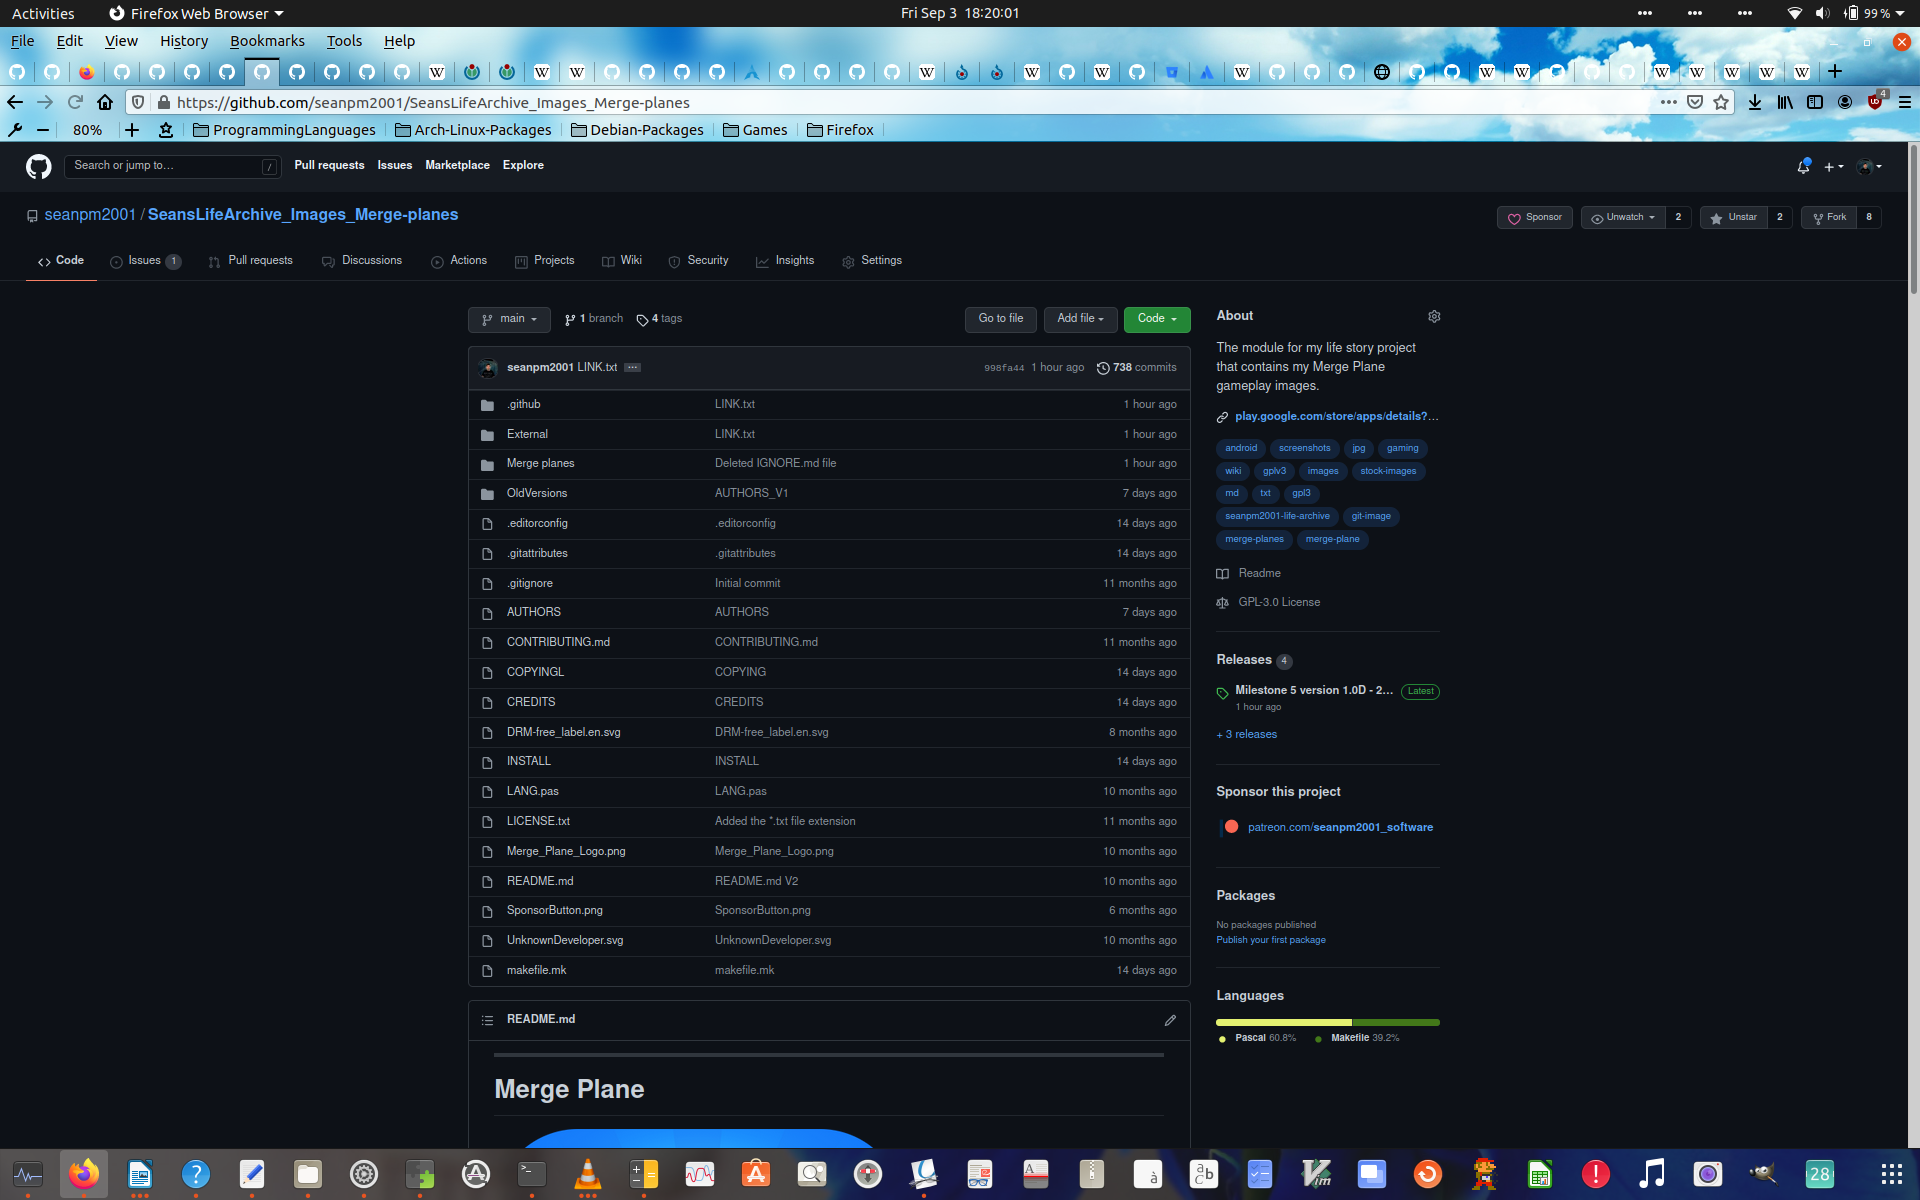 Activities Firefox Web Browser Fri Sep 3 18:20:01 99 %
File Edit View History Bookmarks Tools Help
https://github.com/seanpm2001/SeansLifeArchive_Images_Merge-planes 4
80% ProgrammingLanguages Arch-Linux-Packages Debian-Packages Games Firefox
Search or jump to... / Pull requests Issues Marketplace Explore
seanpm2001 / SeansLifeArchive_Images_Merge-planes Sponsor Unwatch 2 Unstar 2 Fork 8
Code Issues 1 Pull requests Discussions Actions Projects Wiki Security Insights Settings
main 1 branch 4 tags Go to file Add file Code
seanpm2001 LINK.txt ... 998fa44 1 hour ago 738 commits
.github LINK.txt 1 hour ago
External LINK.txt 1 hour ago
Merge planes Deleted IGNORE.md file 1 hour ago
OldVersions AUTHORS_V1 7 days ago
.editorconfig .editorconfig 14 days ago
.gitattributes .gitattributes 14 days ago
.gitignore Initial commit 11 months ago
AUTHORS AUTHORS 7 days ago
CONTRIBUTING.md CONTRIBUTING.md 11 months ago
COPYINGL COPYING 14 days ago
CREDITS CREDITS 14 days ago
DRM-free_label.en.svg DRM-free_label.en.svg 8 months ago
INSTALL INSTALL 14 days ago
LANG.pas LANG.pas 10 months ago
LICENSE.txt Added the *.txt file extension 11 months ago
Merge_Plane_Logo.png Merge_Plane_Logo.png 10 months ago
README.md README.md V2 10 months ago
SponsorButton.png SponsorButton.png 6 months ago
UnknownDeveloper.svg UnknownDeveloper.svg 10 months ago
makefile.mk makefile.mk 14 days ago
README.md
Merge Plane
About
The module for my life story project
that contains my Merge Plane
gameplay images.
play.google.com/store/apps/details?...
android screenshots jpg gaming
wiki gplv3 images stock-images
md txt gpl3
seanpm2001-life-archive git-image
merge-planes merge-plane
Readme
GPL-3.0 License
Releases 4
Milestone 5 version 1.0D - 2... Latest
1 hour ago
+ 3 releases
Sponsor this project
patreon.com/seanpm2001_software
Packages
No packages published
Publish your first package
Languages
Pascal 60.8% Makefile 39.2%
28